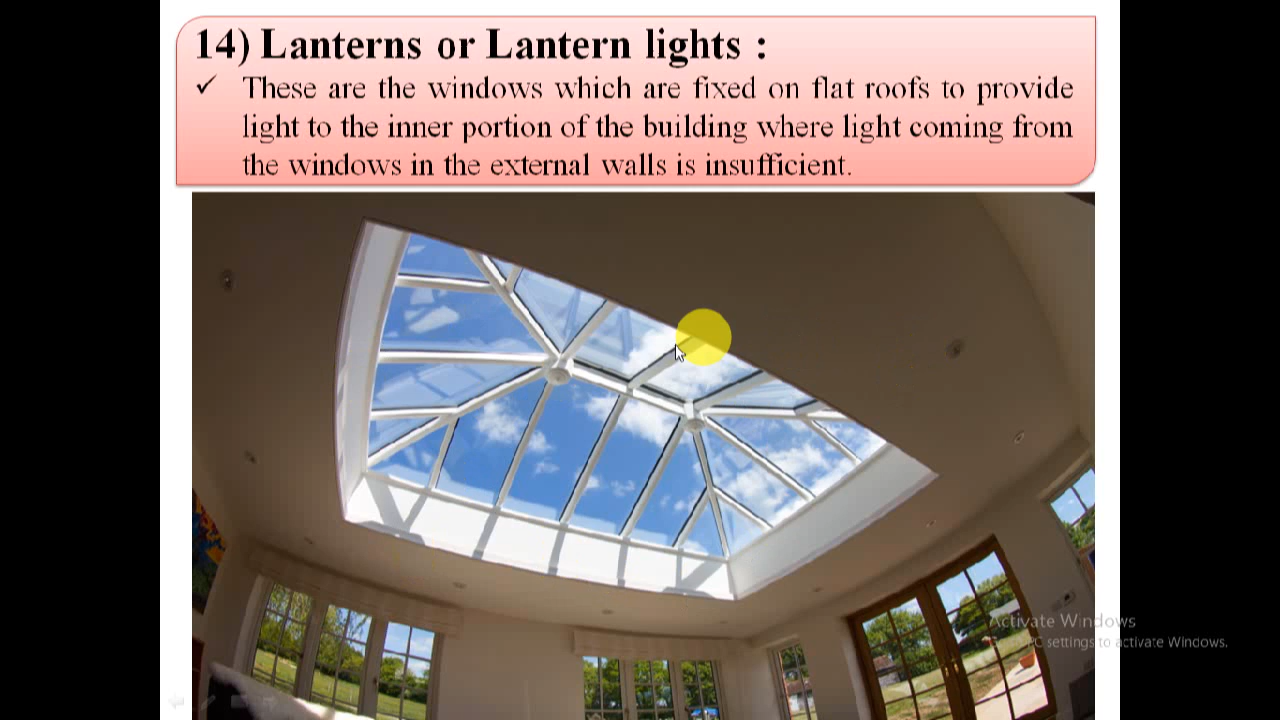 14) Lanterns or Lantern lights :
✓ These are the windows which are fixed on flat roofs to provide
light to the inner portion of the building where light coming from
the windows in the external walls is insufficient.
Activate Windows
PC settings to activate Windows.